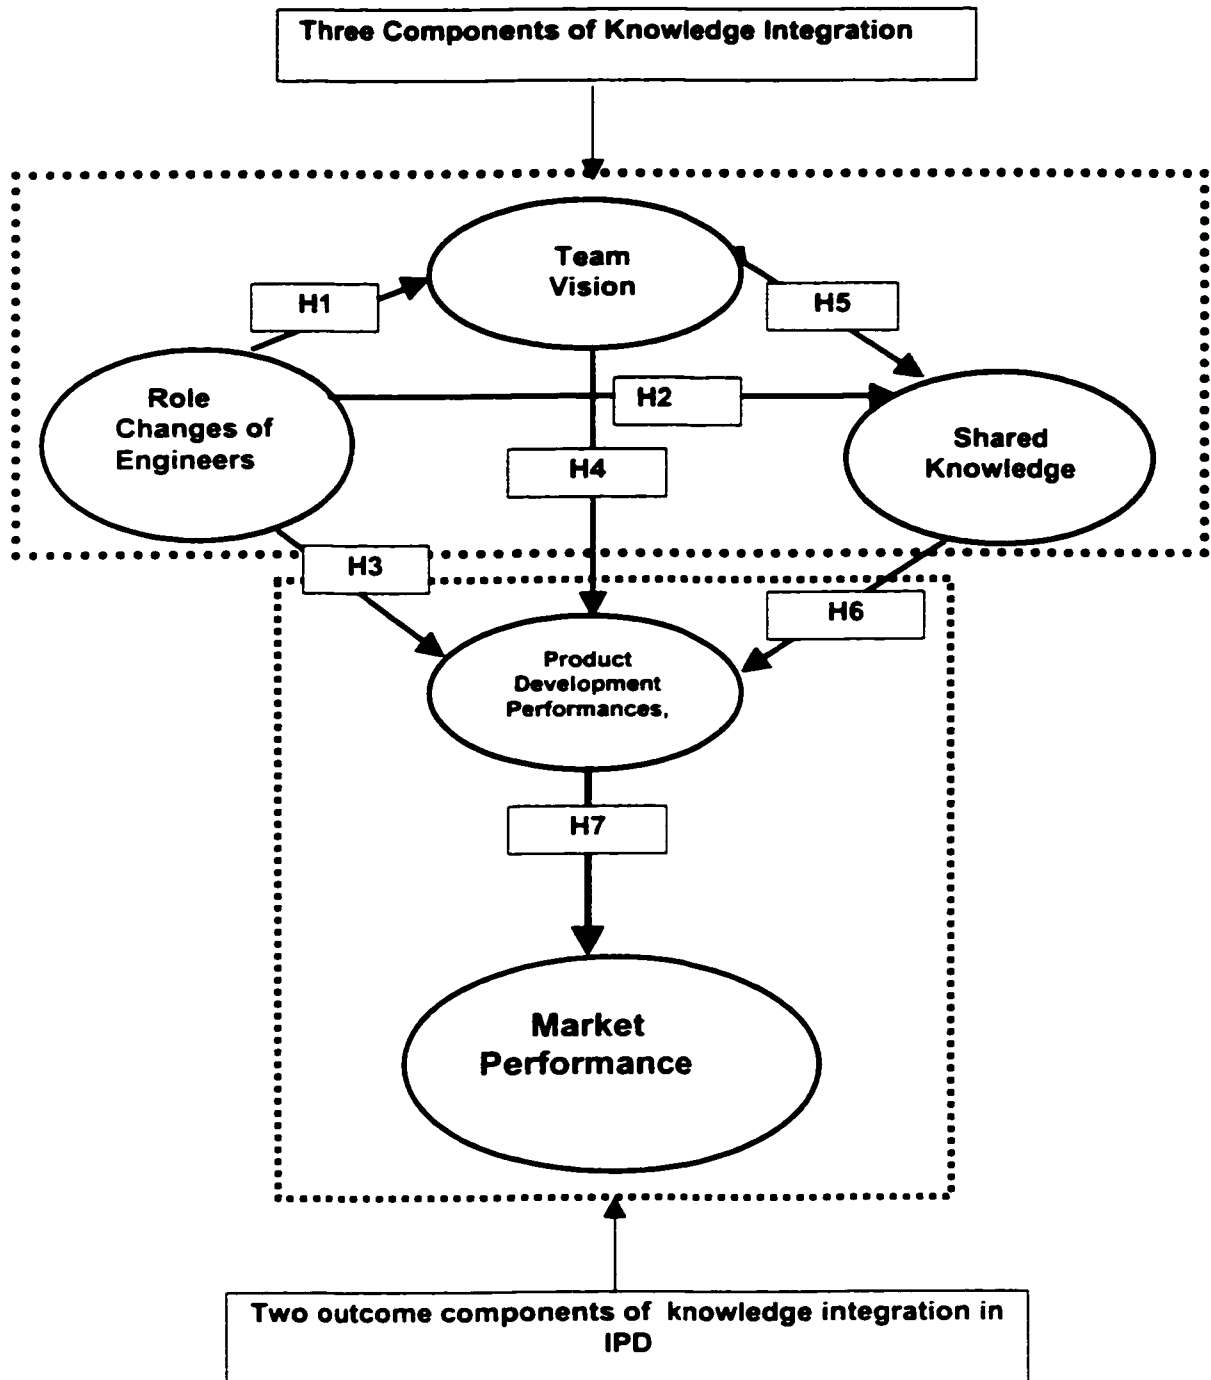 Three Components of Knowledge Integration
Team
Vision
H1
H5
Role
Changes of
Engineers
H2
Shared
Knowledge
H4
H3
H6
Product
Development
Performances,
H7
Market
Performance
Two outcome components of knowledge integration in
IPD